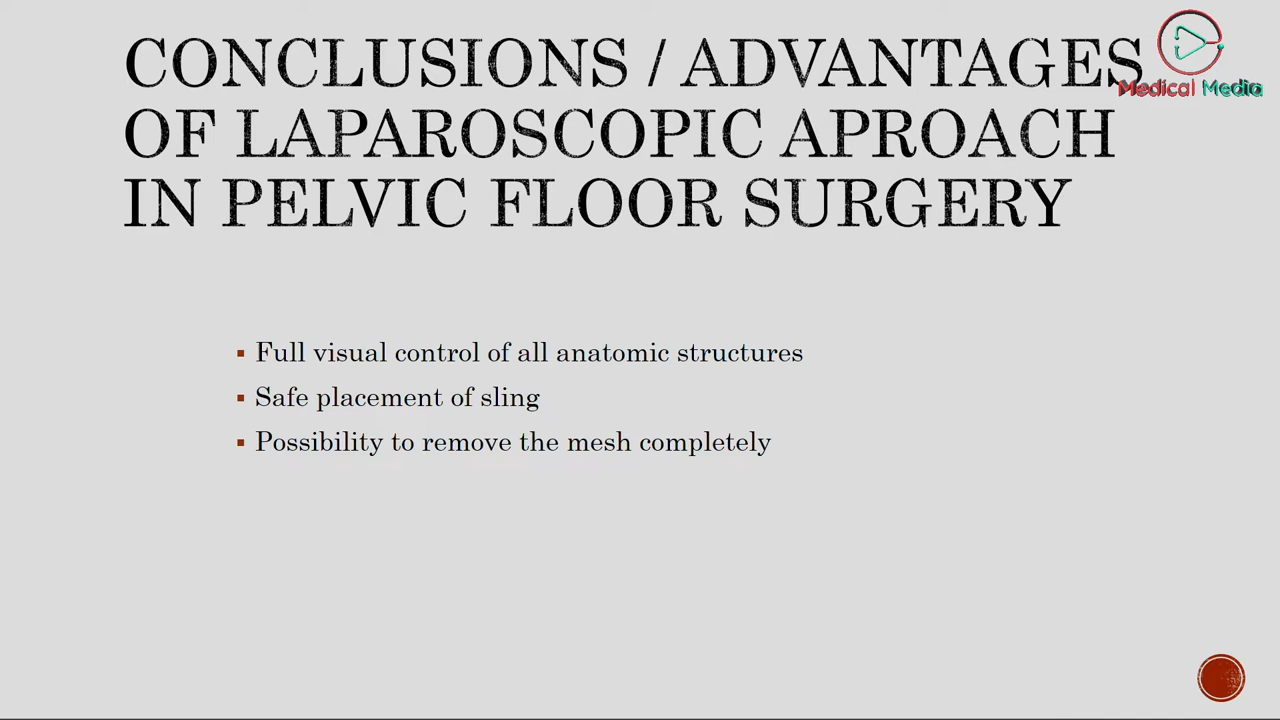 CONCLUSIONS / ADVANTAGES
OF LAPAROSCOPIC APROACH
IN PELVIC FLOOR SURGERY
Medical Media
▪ Full visual control of all anatomic structures
▪ Safe placement of sling
▪ Possibility to remove the mesh completely